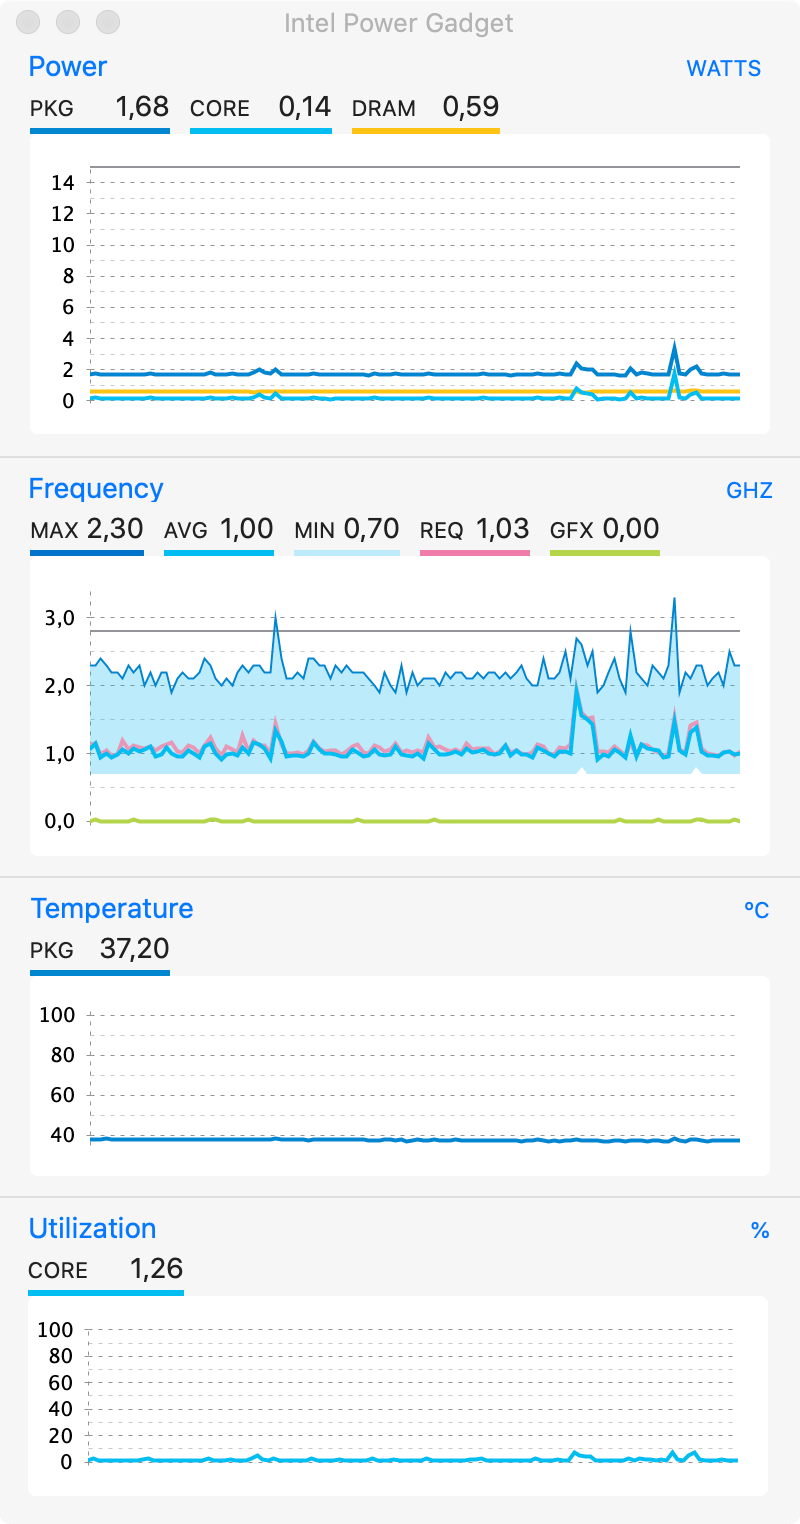 Intel Power Gadget
Power WATTS
PKG 1,68 CORE 0,14 DRAM 0,59
14
12
10
8
6
4
2
0
Frequency GHZ
MAX 2,30 AVG 1,00 MIN 0,70 REQ 1,03 GFX 0,00
3,0
2,0
1,0
0,0
Temperature ºC
PKG 37,20
100
80
60
40
Utilization %
CORE 1,26
100
80
60
40
20
0